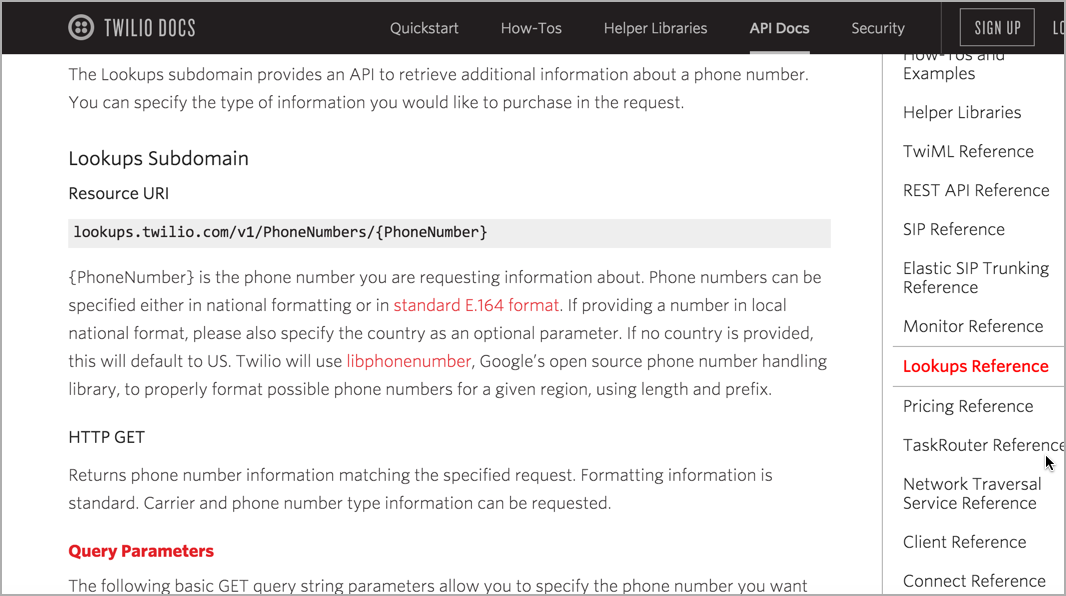 TWILIO DOCS
Quickstart
How-Tos
Helper Libraries
API Docs
Security
SIGN UP
The Lookups subdomain provides an API to retrieve additional information about a phone number.
You can specify the type of information you would like to purchase in the request.
Lookups Subdomain
Resource URI
lookups.twilio.com/v1/PhoneNumbers/{PhoneNumber}
{PhoneNumber} is the phone number you are requesting information about. Phone numbers can be
specified either in national formatting or in standard E.164 format. If providing a number in local
national format, please also specify the country as an optional parameter. If no country is provided,
this will default to US. Twilio will use libphonenumber, Google’s open source phone number handling
library, to properly format possible phone numbers for a given region, using length and prefix.
HTTP GET
Returns phone number information matching the specified request. Formatting information is
standard. Carrier and phone number type information can be requested.
Query Parameters
The following basic GET query string parameters allow you to specify the phone number you want
How-Tos and
Examples
Helper Libraries
TwiML Reference
REST API Reference
SIP Reference
Elastic SIP Trunking
Reference
Monitor Reference
Lookups Reference
Pricing Reference
TaskRouter Reference
Network Traversal
Service Reference
Client Reference
Connect Reference